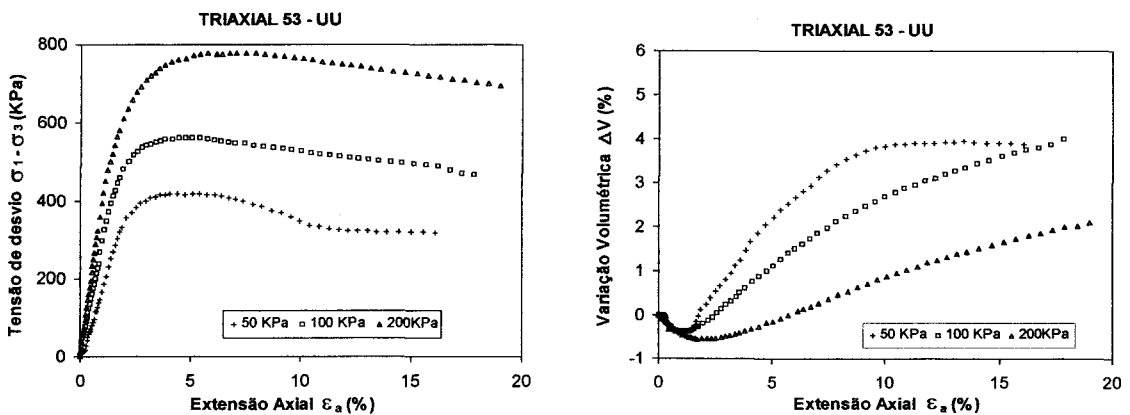 TRIAXIAL 53 - UU
Tensão de desvio σ₁-σ₃ (KPa)
800
600
400
200
0
+ 50 KPa □ 100 KPa ▲ 200KPa
0 5 10 15 20
Extensão Axial ε a (%)
TRIAXIAL 53 - UU
Variação Volumétrica ΔV (%)
6
5
4
3
2
1
0
-1
+ 50 KPa □ 100 KPa ▲ 200KPa
0 5 10 15 20
Extensão Axial ε a (%)